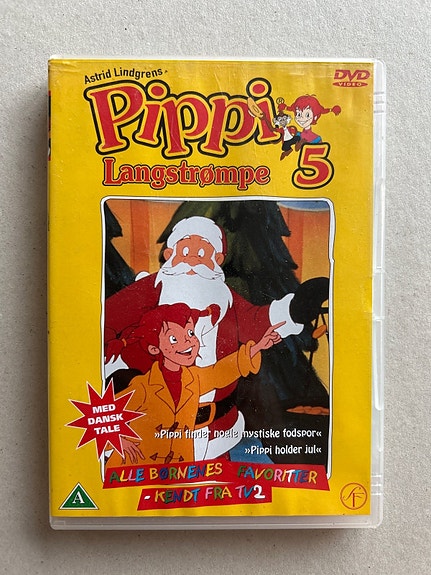 Astrid Lindgrens
DVD
VIDEO
Pippi
Langstrømpe 5
MED
DANSK
TALE
»Pippi finder nogle mystiske fodspor«
»Pippi holder jul«
ALLE BØRNENES FAVORITTER
- KENDT FRA TV2
A
SF